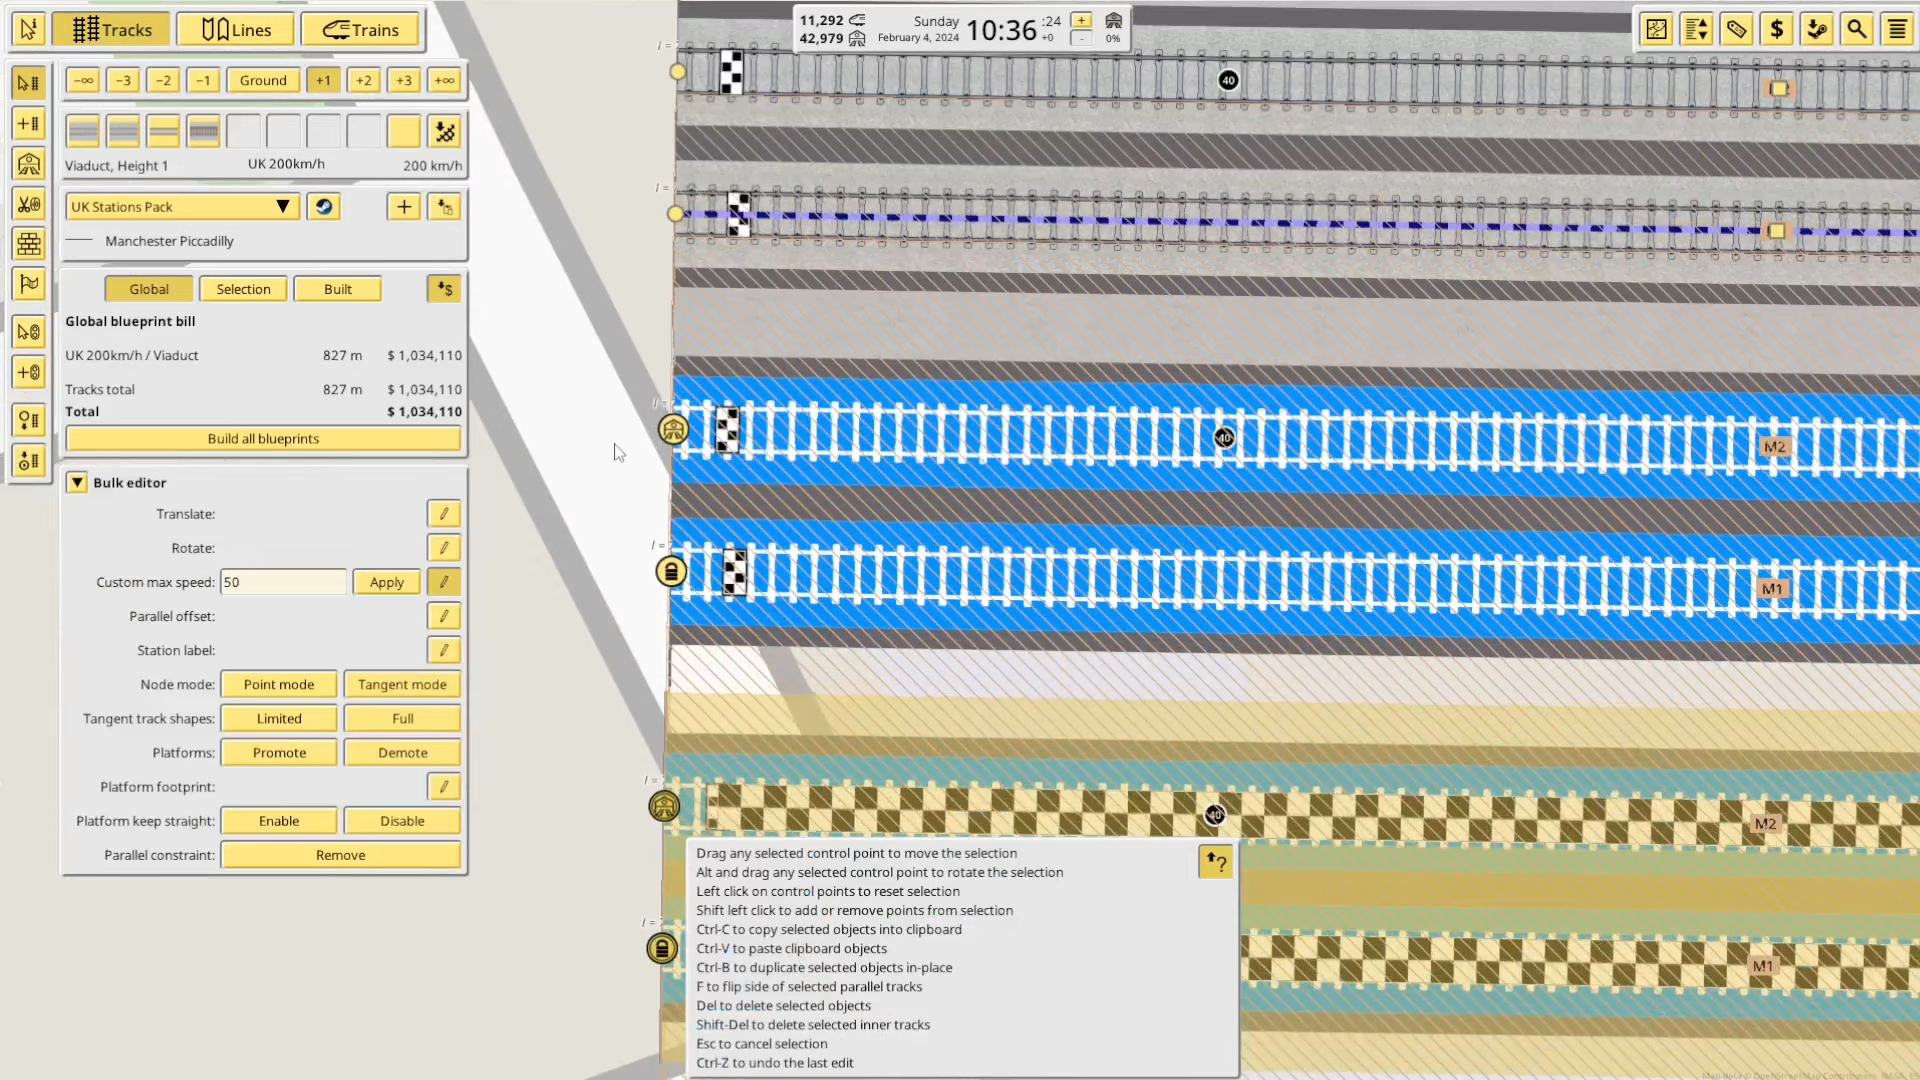 Tracks
Lines
Trains
11,292
42,979
Sunday
February 4, 2024
10:36 :24
+0
+
-
0%
$
−∞
−3
−2
−1
Ground
+1
+2
+3
+∞
Viaduct, Height 1
UK 200km/h
200 km/h
UK Stations Pack
+
Manchester Piccadilly
Global
Selection
Built
Global blueprint bill
UK 200km/h / Viaduct 827 m $ 1,034,110
Tracks total 827 m $ 1,034,110
Total $ 1,034,110
Build all blueprints
Bulk editor
Translate:
Rotate:
Custom max speed: 50 Apply
Parallel offset:
Station label:
Node mode: Point mode Tangent mode
Tangent track shapes: Limited Full
Platforms: Promote Demote
Platform footprint:
Platform keep straight: Enable Disable
Parallel constraint: Remove
40
40
M2
M1
40
M2
M1
Drag any selected control point to move the selection
Alt and drag any selected control point to rotate the selection
Left click on control points to reset selection
Shift left click to add or remove points from selection
Ctrl-C to copy selected objects into clipboard
Ctrl-V to paste clipboard objects
Ctrl-B to duplicate selected objects in-place
F to flip side of selected parallel tracks
Del to delete selected objects
Shift-Del to delete selected inner tracks
Esc to cancel selection
Ctrl-Z to undo the last edit
?